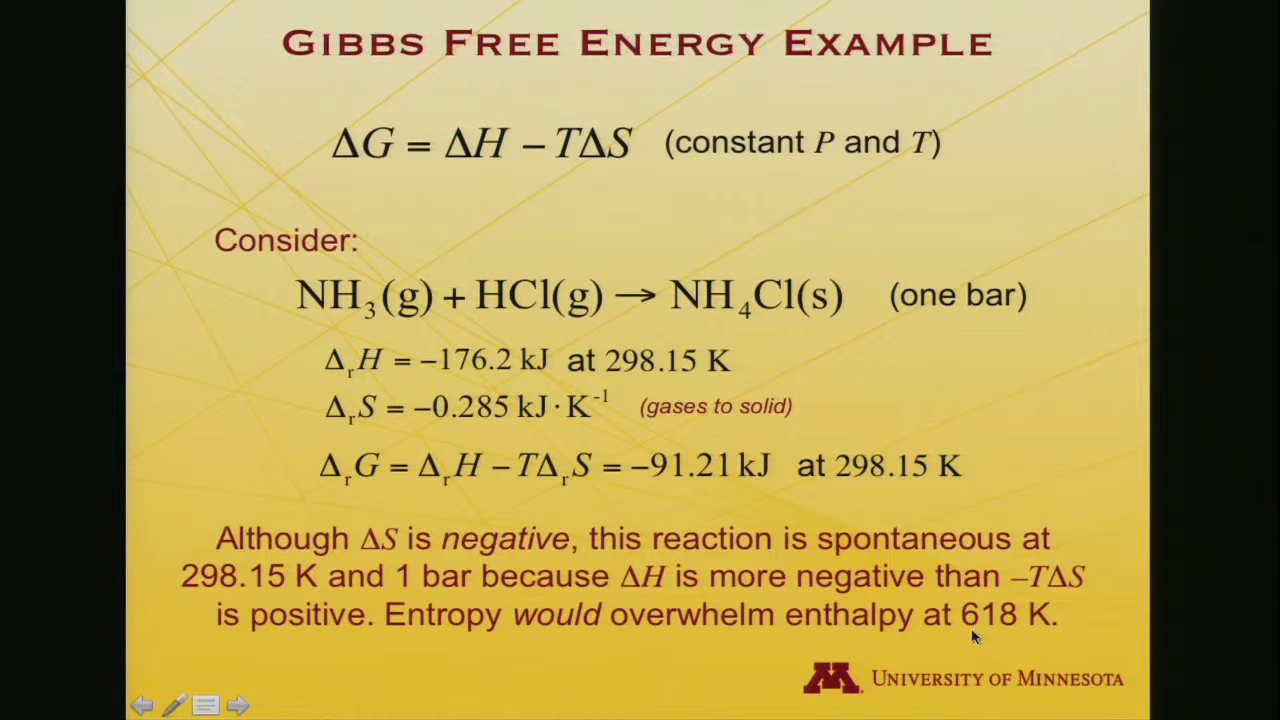 GIBBS FREE ENERGY EXAMPLE
ΔG = ΔH − TΔS (constant P and T)
Consider:
NH₃(g) + HCl(g) → NH₄Cl(s) (one bar)
ΔᵣH = −176.2 kJ at 298.15 K
ΔᵣS = −0.285 kJ·K⁻¹ (gases to solid)
ΔᵣG = ΔᵣH − TΔᵣS = −91.21 kJ at 298.15 K
Although ΔS is negative, this reaction is spontaneous at
298.15 K and 1 bar because ΔH is more negative than −TΔS
is positive. Entropy would overwhelm enthalpy at 618 K.
M UNIVERSITY OF MINNESOTA